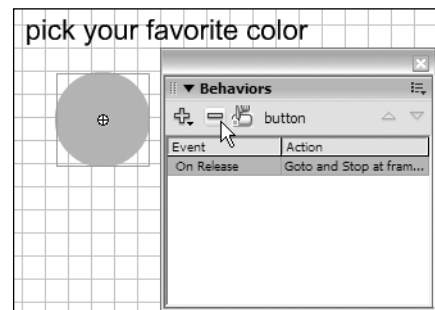 pick your favorite color
Behaviors
button
Event Action
On Release Goto and Stop at fram...